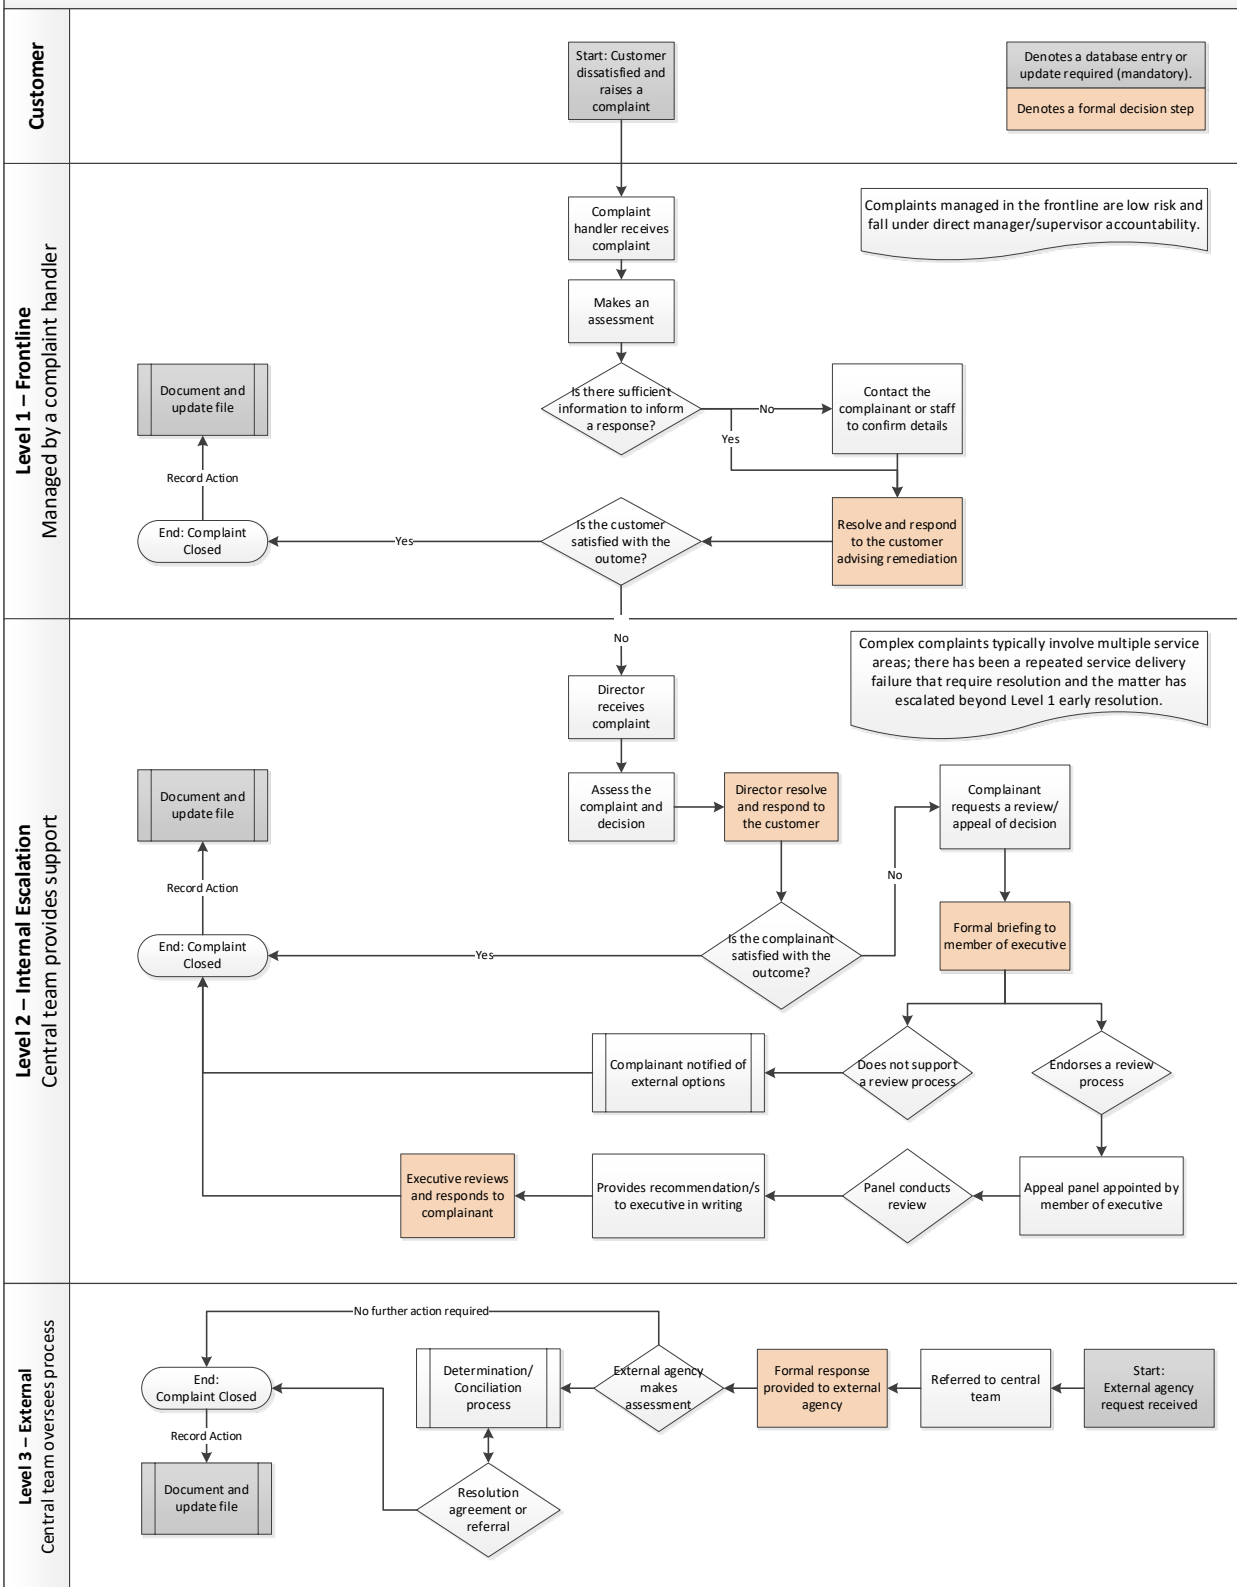 Customer
Start: Customer
dissatisfied and
raises a
complaint
Denotes a database entry or
update required (mandatory).
Denotes a formal decision step
Level 1 – Frontline
Managed by a complaint handler
Complaint
handler receives
complaint
Complaints managed in the frontline are low risk and
fall under direct manager/supervisor accountability.
Makes an
assessment
Is there sufficient
information to inform
a response?
No
Yes
Contact the
complainant or staff
to confirm details
Document and
update file
Record Action
End: Complaint
Closed
Yes
Is the customer
satisfied with the
outome?
Resolve and respond
to the customer
advising remediation
No
Level 2 – Internal Escalation
Central team provides support
Complex complaints typically involve multiple service
areas; there has been a repeated service delivery
failure that require resolution and the matter has
escalated beyond Level 1 early resolution.
Director
receives
complaint
Assess the
complaint and
decision
Director resolve
and respond to
the customer
Complainant
requests a review/
appeal of decision
Document and
update file
Record Action
No
End: Complaint
Closed
Yes
Is the complainant
satisfied with the
outcome?
Formal briefing to
member of executive
Complainant notified of
external options
Does not support
a review process
Endorses a review
process
Executive reviews
and responds to
complainant
Provides recommendation/s
to executive in writing
Panel conducts
review
Appeal panel appointed by
member of executive
Level 3 – External
Central team oversees process
No further action required
End:
Complaint Closed
Determination/
Conciliation
process
External agency
makes
assessment
Formal response
provided to external
agency
Referred to central
team
Start:
External agency
request received
Record Action
Document and
update file
Resolution
agreement or
referral